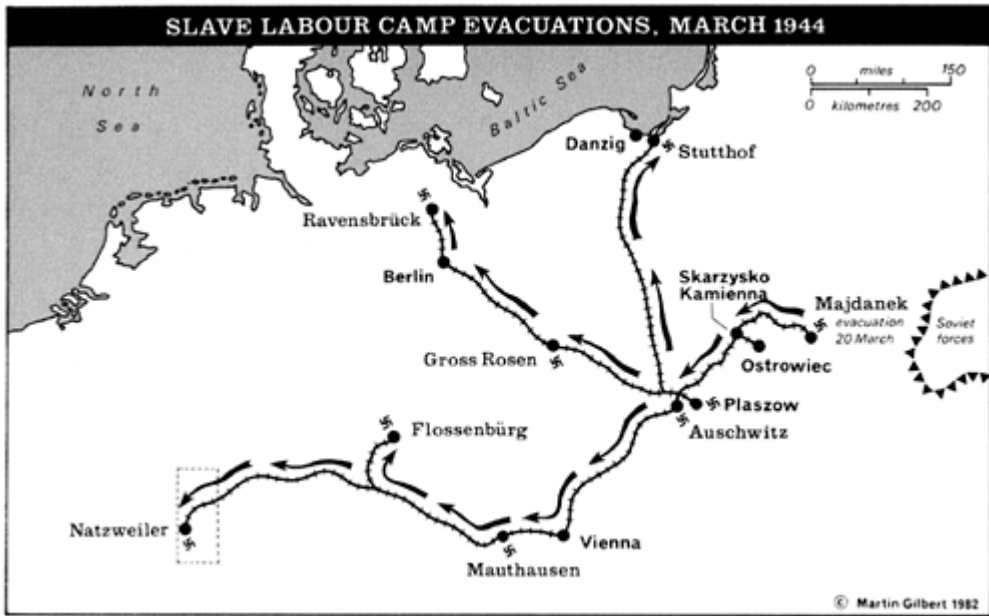 SLAVE LABOUR CAMP EVACUATIONS, MARCH 1944
North
Sea
Baltic Sea
0 miles 150
0 kilometres 200
Danzig
Stutthof
Ravensbrück
Berlin
Skarzysko
Kamienna
Majdanek
evacuation
20 March
Soviet
forces
Gross Rosen
Ostrowiec
Plaszow
Auschwitz
Flossenbürg
Natzweiler
Vienna
Mauthausen
© Martin Gilbert 1982